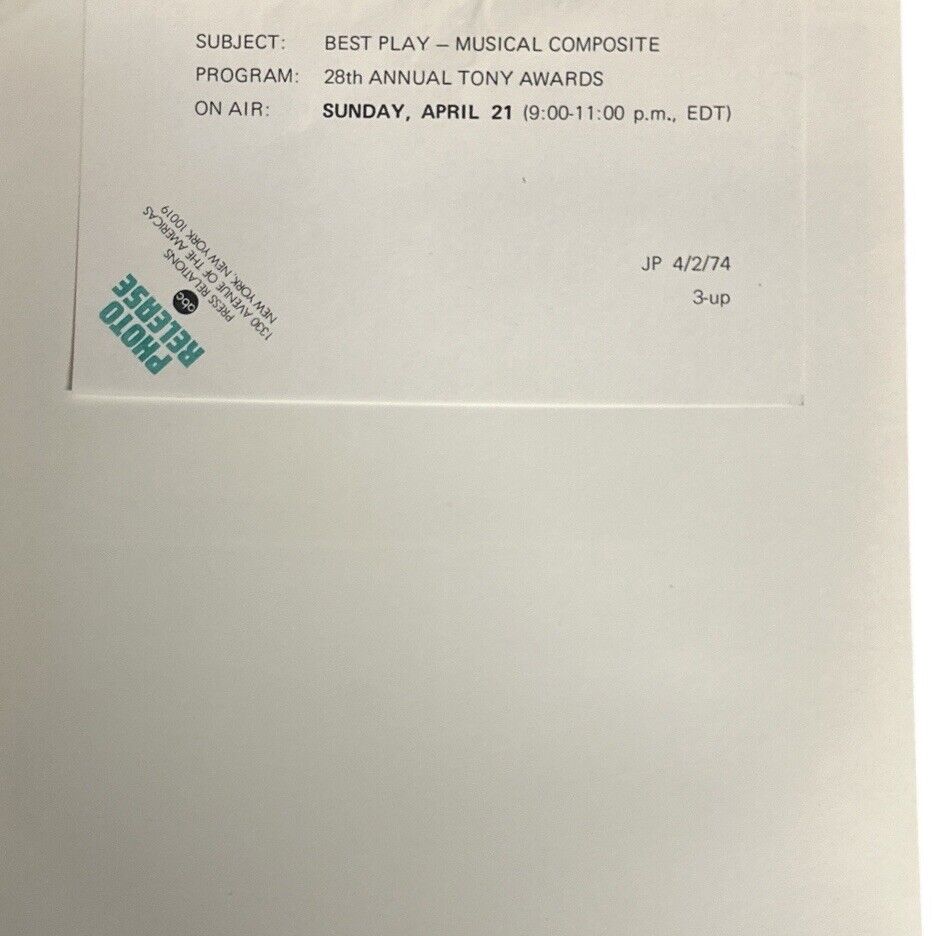 SUBJECT: BEST PLAY – MUSICAL COMPOSITE
PROGRAM: 28th ANNUAL TONY AWARDS
ON AIR: SUNDAY, APRIL 21 (9:00-11:00 p.m., EDT)
JP 4/2/74
3-up
PHOTO
RELEASE
abc
PRESS RELATIONS
1330 AVENUE OF THE AMERICAS
NEW YORK, NEW YORK 10019